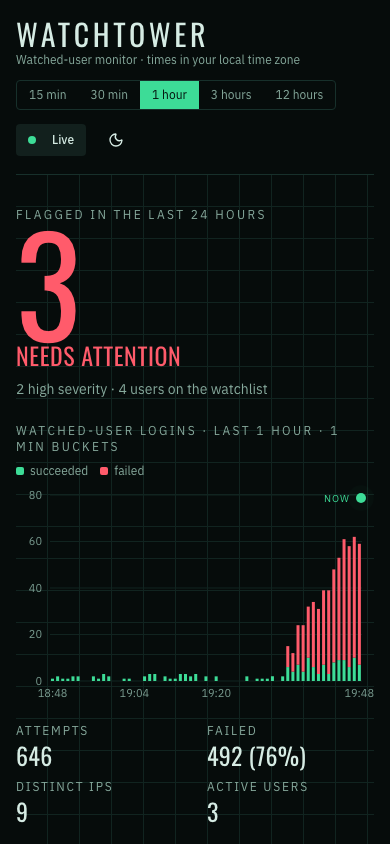 WATCHTOWER
Watched-user monitor · times in your local time zone
15 min 30 min 1 hour 3 hours 12 hours
Live
FLAGGED IN THE LAST 24 HOURS
3
NEEDS ATTENTION
2 high severity · 4 users on the watchlist
WATCHED-USER LOGINS · LAST 1 HOUR · 1
MIN BUCKETS
succeeded failed
80
NOW
60
40
20
0
18:48 19:04 19:20 19:48
ATTEMPTS FAILED
646 492 (76%)
DISTINCT IPS ACTIVE USERS
9 3